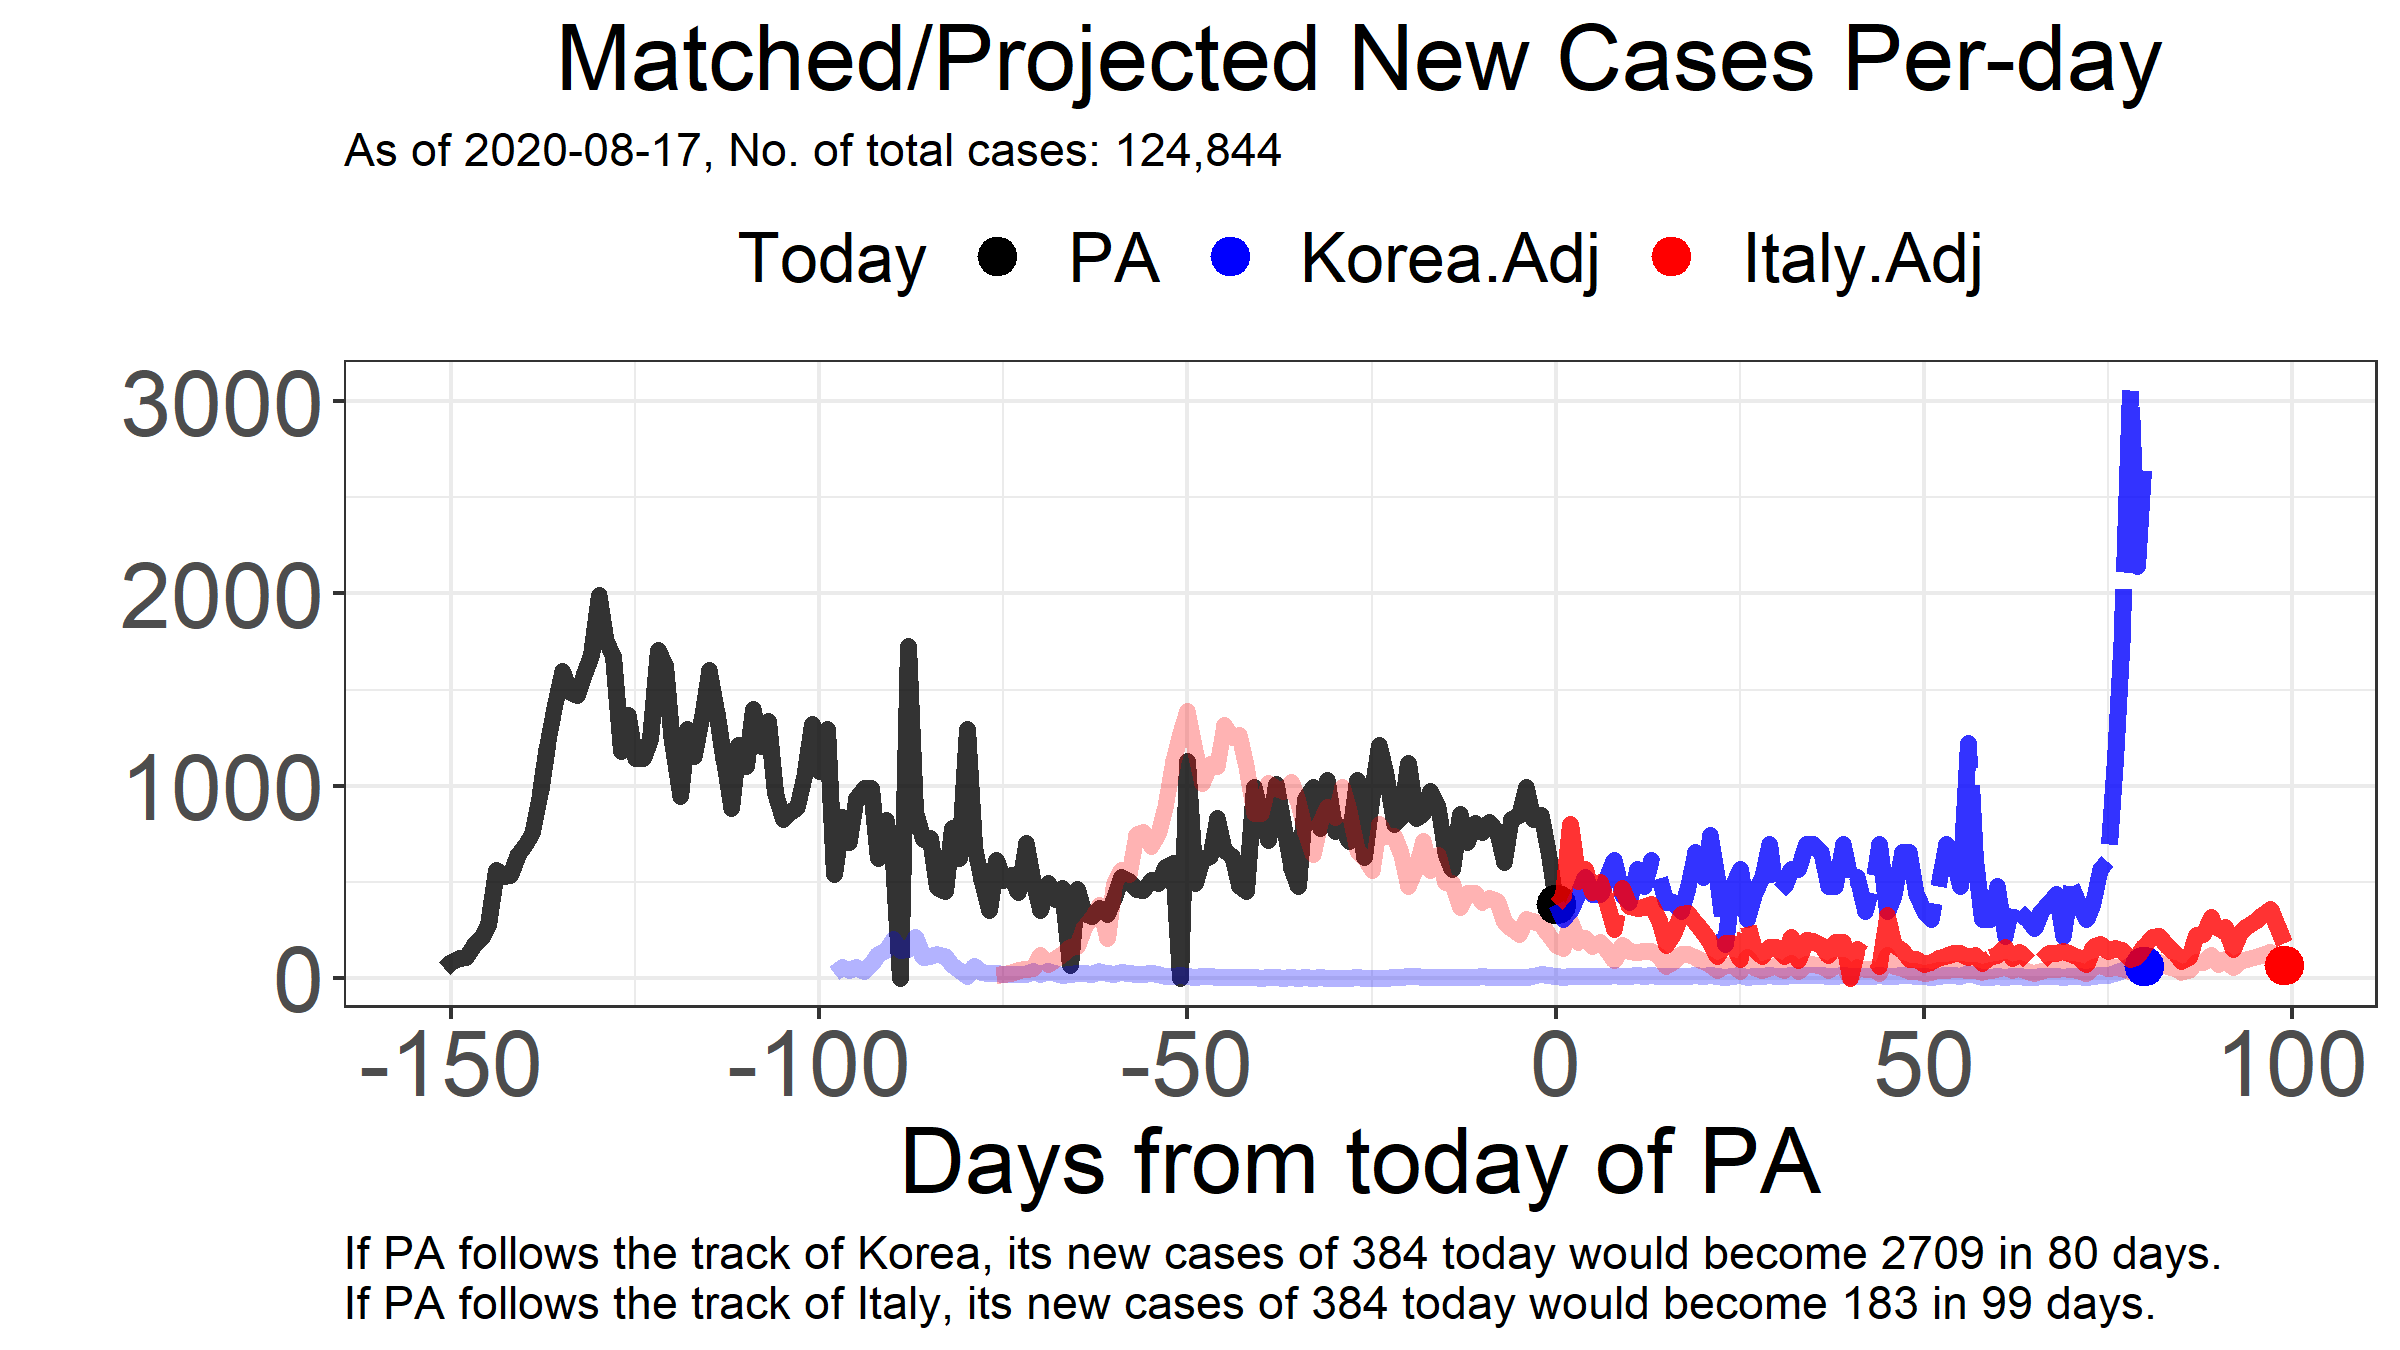 Matched/Projected New Cases Per-day
As of 2020-08-17, No. of total cases: 124,844
Today PA Korea.Adj Italy.Adj
3000
2000
1000
0
-150 -100 -50 0 50 100
Days from today of PA
If PA follows the track of Korea, its new cases of 384 today would become 2709 in 80 days.
If PA follows the track of Italy, its new cases of 384 today would become 183 in 99 days.